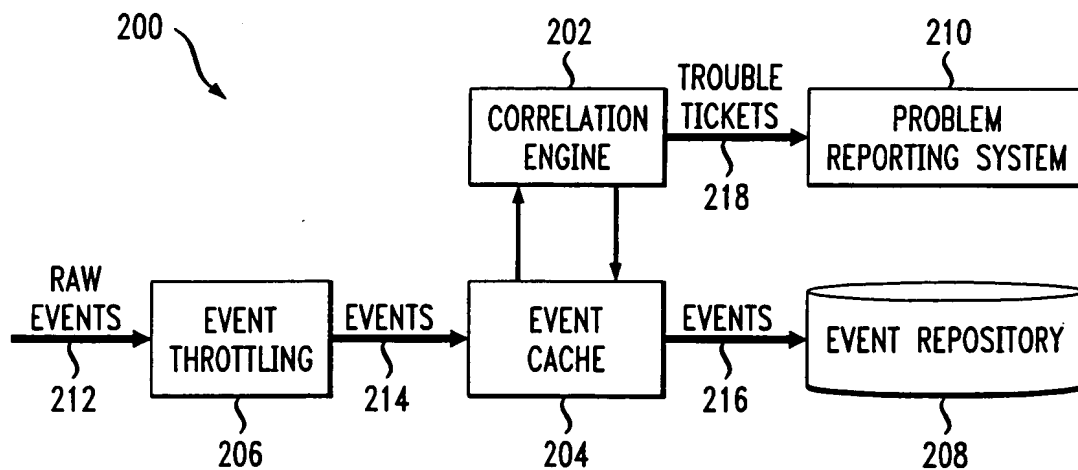 200
202
210
CORRELATION
ENGINE
TROUBLE
TICKETS
218
PROBLEM
REPORTING SYSTEM
RAW
EVENTS
212
EVENT
THROTTLING
206
EVENTS
214
EVENT
CACHE
204
EVENTS
216
EVENT REPOSITORY
208